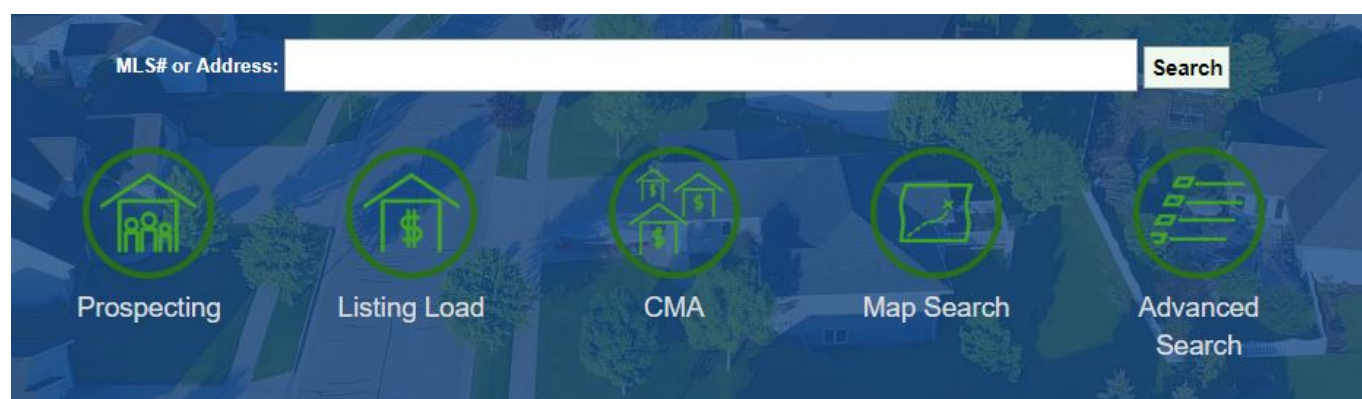 MLS# or Address:
Search
Prospecting
Listing Load
CMA
Map Search
Advanced
Search